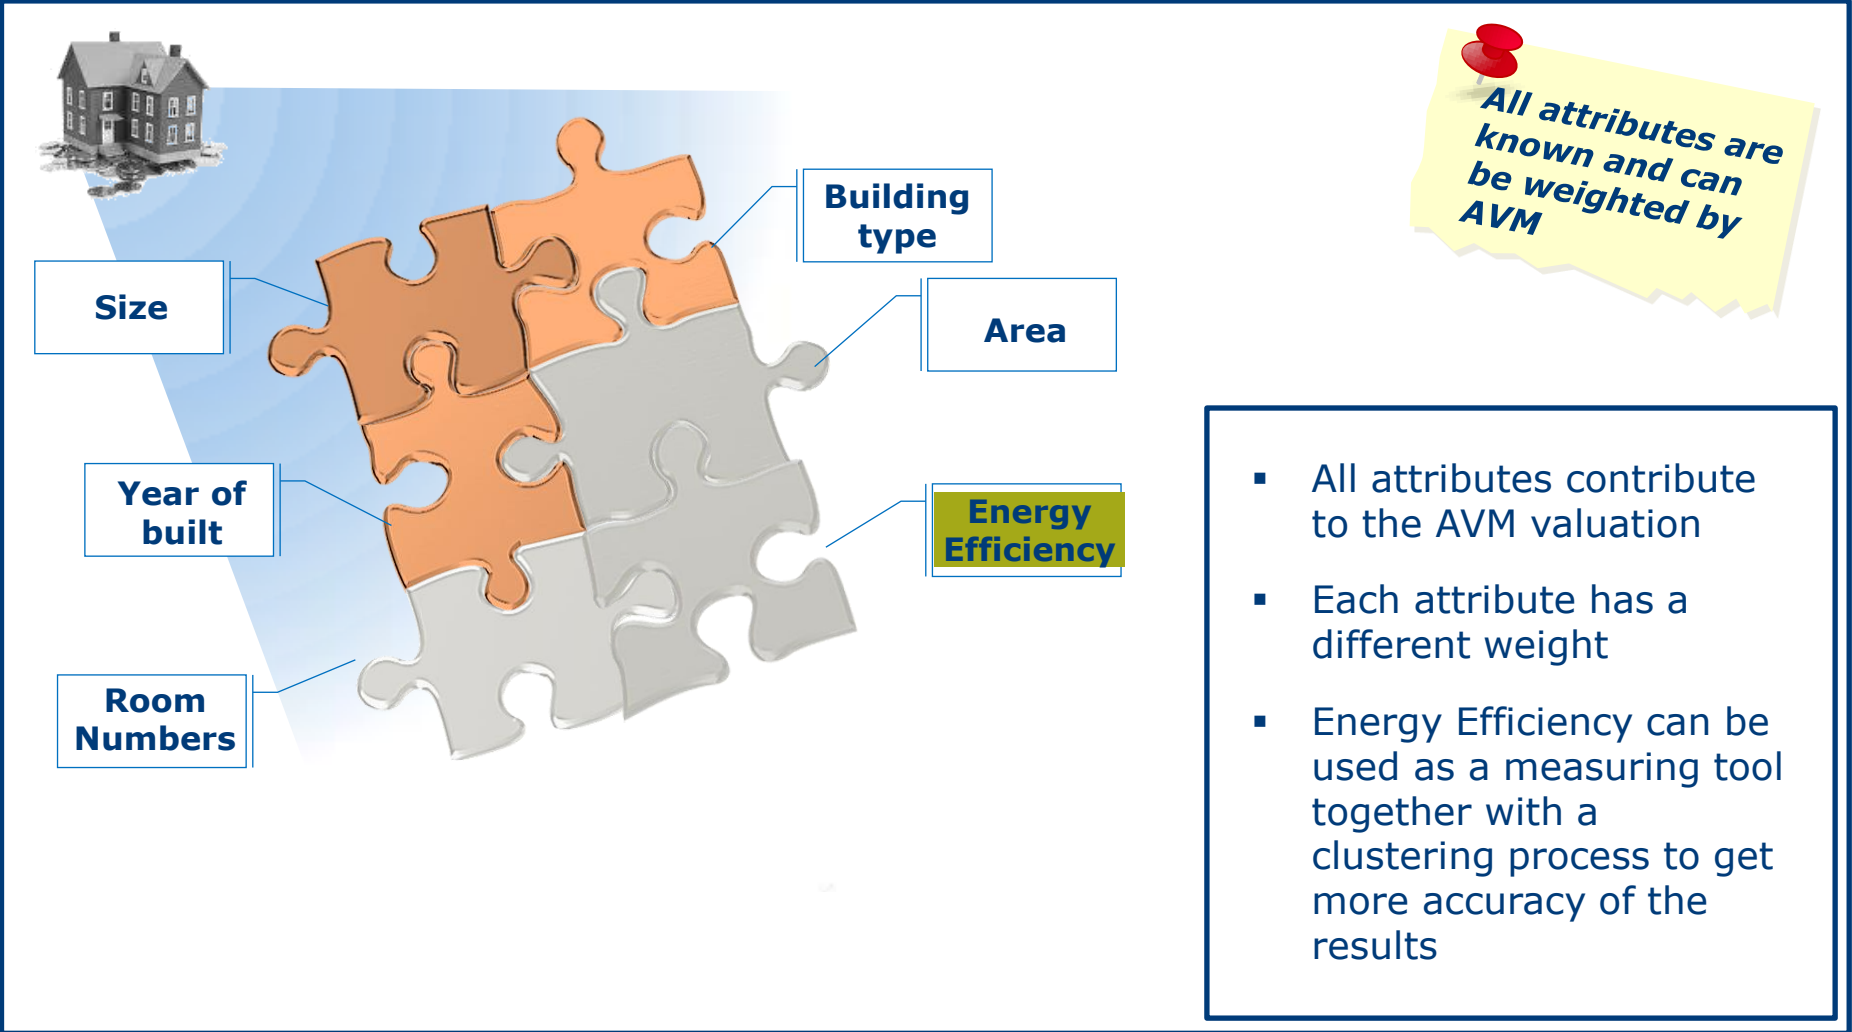 All attributes are
known and can
be weighted by
AVM
Building
type
Size
Area
Year of
built
Energy
Efficiency
Room
Numbers
▪ All attributes contribute
to the AVM valuation
▪ Each attribute has a
different weight
▪ Energy Efficiency can be
used as a measuring tool
together with a
clustering process to get
more accuracy of the
results